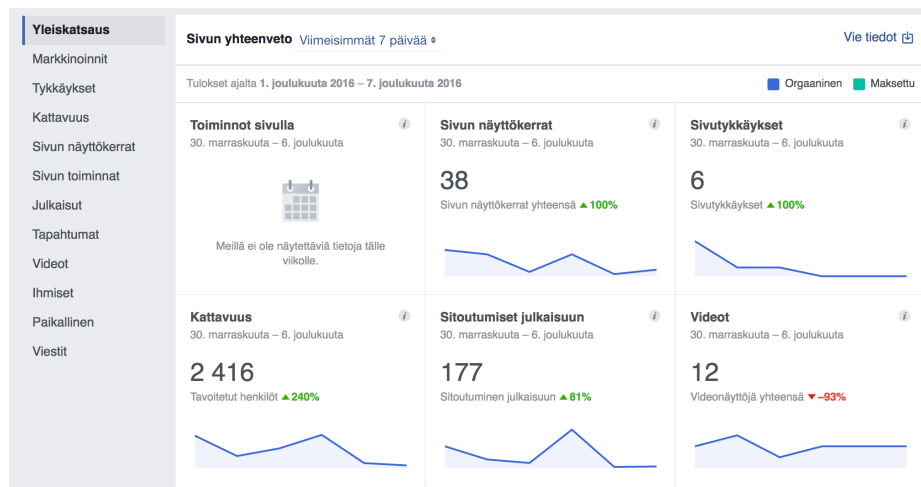 Yleiskatsaus
Markkinoinnit
Tykkäykset
Kattavuus
Sivun näyttökerrat
Sivun toiminnat
Julkaisut
Tapahtumat
Videot
Ihmiset
Paikallinen
Viestit
Sivun yhteenveto Viimeisimmät 7 päivää
Vie tiedot
Tulokset ajalta 1. joulukuuta 2016 – 7. joulukuuta 2016
Orgaaninen Maksettu
Toiminnot sivulla
30. marraskuuta – 6. joulukuuta
Meillä ei ole näytettäviä tietoja tälle
viikolle.
Sivun näyttökerrat
30. marraskuuta – 6. joulukuuta
38
Sivun näyttökerrat yhteensä ▲100%
Sivutykkäykset
30. marraskuuta – 6. joulukuuta
6
Sivutykkäykset ▲100%
Kattavuus
30. marraskuuta – 6. joulukuuta
2 416
Tavoitetut henkilöt ▲240%
Sitoutumiset julkaisuun
30. marraskuuta – 6. joulukuuta
177
Sitoutuminen julkaisuun ▲81%
Videot
30. marraskuuta – 6. joulukuuta
12
Videonäyttöjä yhteensä ▼–93%